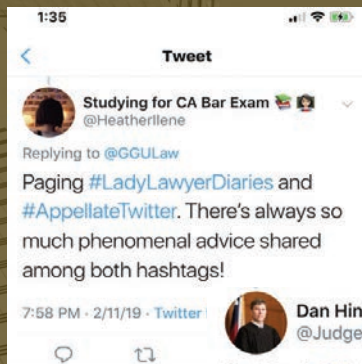 1:35
Tweet
Studying for CA Bar Exam
@HeatherIlene
Replying to @GGULaw
Paging #LadyLawyerDiaries and
#AppellateTwitter. There's always so
much phenomenal advice shared
among both hashtags!
7:58 PM · 2/11/19 · Twitter
Dan Hin
@Judge